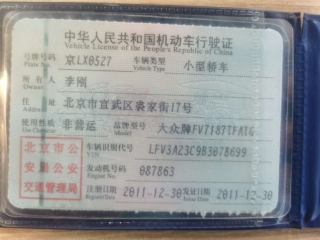 中华人民共和国机动车行驶证
Vehicle License of the People's Republic of China
号牌号码 京LX0527 车辆类型 小型轿车
Plate No. Vehicle Type
所有人 李刚
Owner
住址 北京市宣武区裘家街17号
Address
使用性质 非营运 品牌型号 大众牌FV7187TFATG
Use Character Model
北京市公 车辆识别代号 LFV3A23C9B3078699
VIN
安局公安 发动机号码 087863
Engine No.
交通管理局 注册日期 2011-12-30 发证日期 2011-12-30
Register Date Issue Date